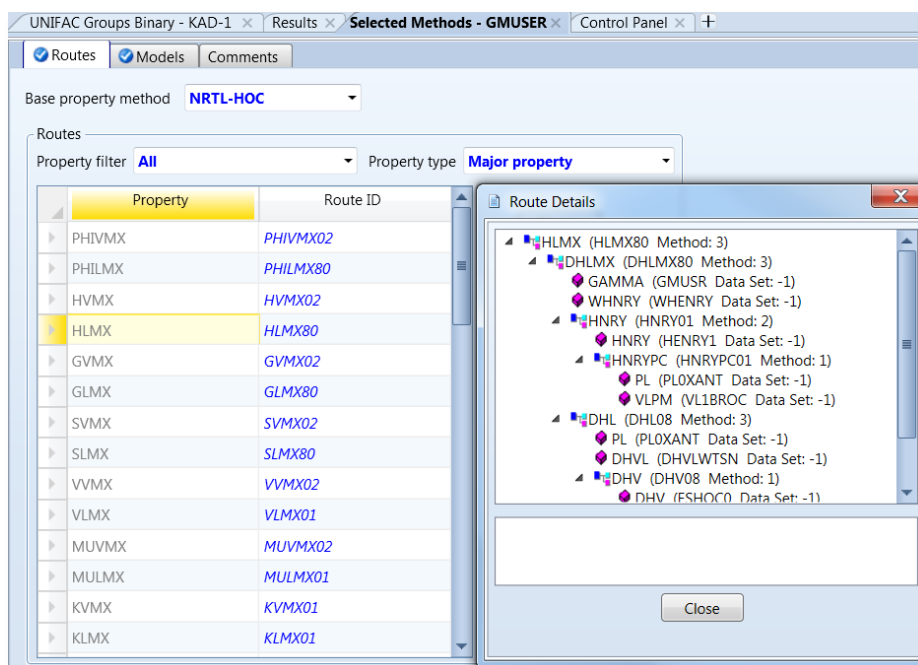 UNIFAC Groups Binary - KAD-1 × Results × Selected Methods - GMUSER × Control Panel × +
Routes Models Comments
Base property method NRTL-HOC
Routes
Property filter All Property type Major property
Property Route ID
PHIVMX PHIVMX02
PHILMX PHILMX80
HVMX HVMX02
HLMX HLMX80
GVMX GVMX02
GLMX GLMX80
SVMX SVMX02
SLMX SLMX80
VVMX VVMX02
VLMX VLMX01
MUVMX MUVMX02
MULMX MULMX01
KVMX KVMX01
KLMX KLMX01
Route Details X
HLMX (HLMX80 Method: 3)
DHLMX (DHLMX80 Method: 3)
GAMMA (GMUSR Data Set: -1)
WHNRY (WHENRY Data Set: -1)
HNRY (HNRY01 Method: 2)
HNRY (HENRY1 Data Set: -1)
HNRYPC (HNRYPC01 Method: 1)
PL (PL0XANT Data Set: -1)
VLPM (VL1BROC Data Set: -1)
DHL (DHL08 Method: 3)
PL (PL0XANT Data Set: -1)
DHVL (DHVLWTSN Data Set: -1)
DHV (DHV08 Method: 1)
DHV (ESHOC0 Data Set: -1)
Close